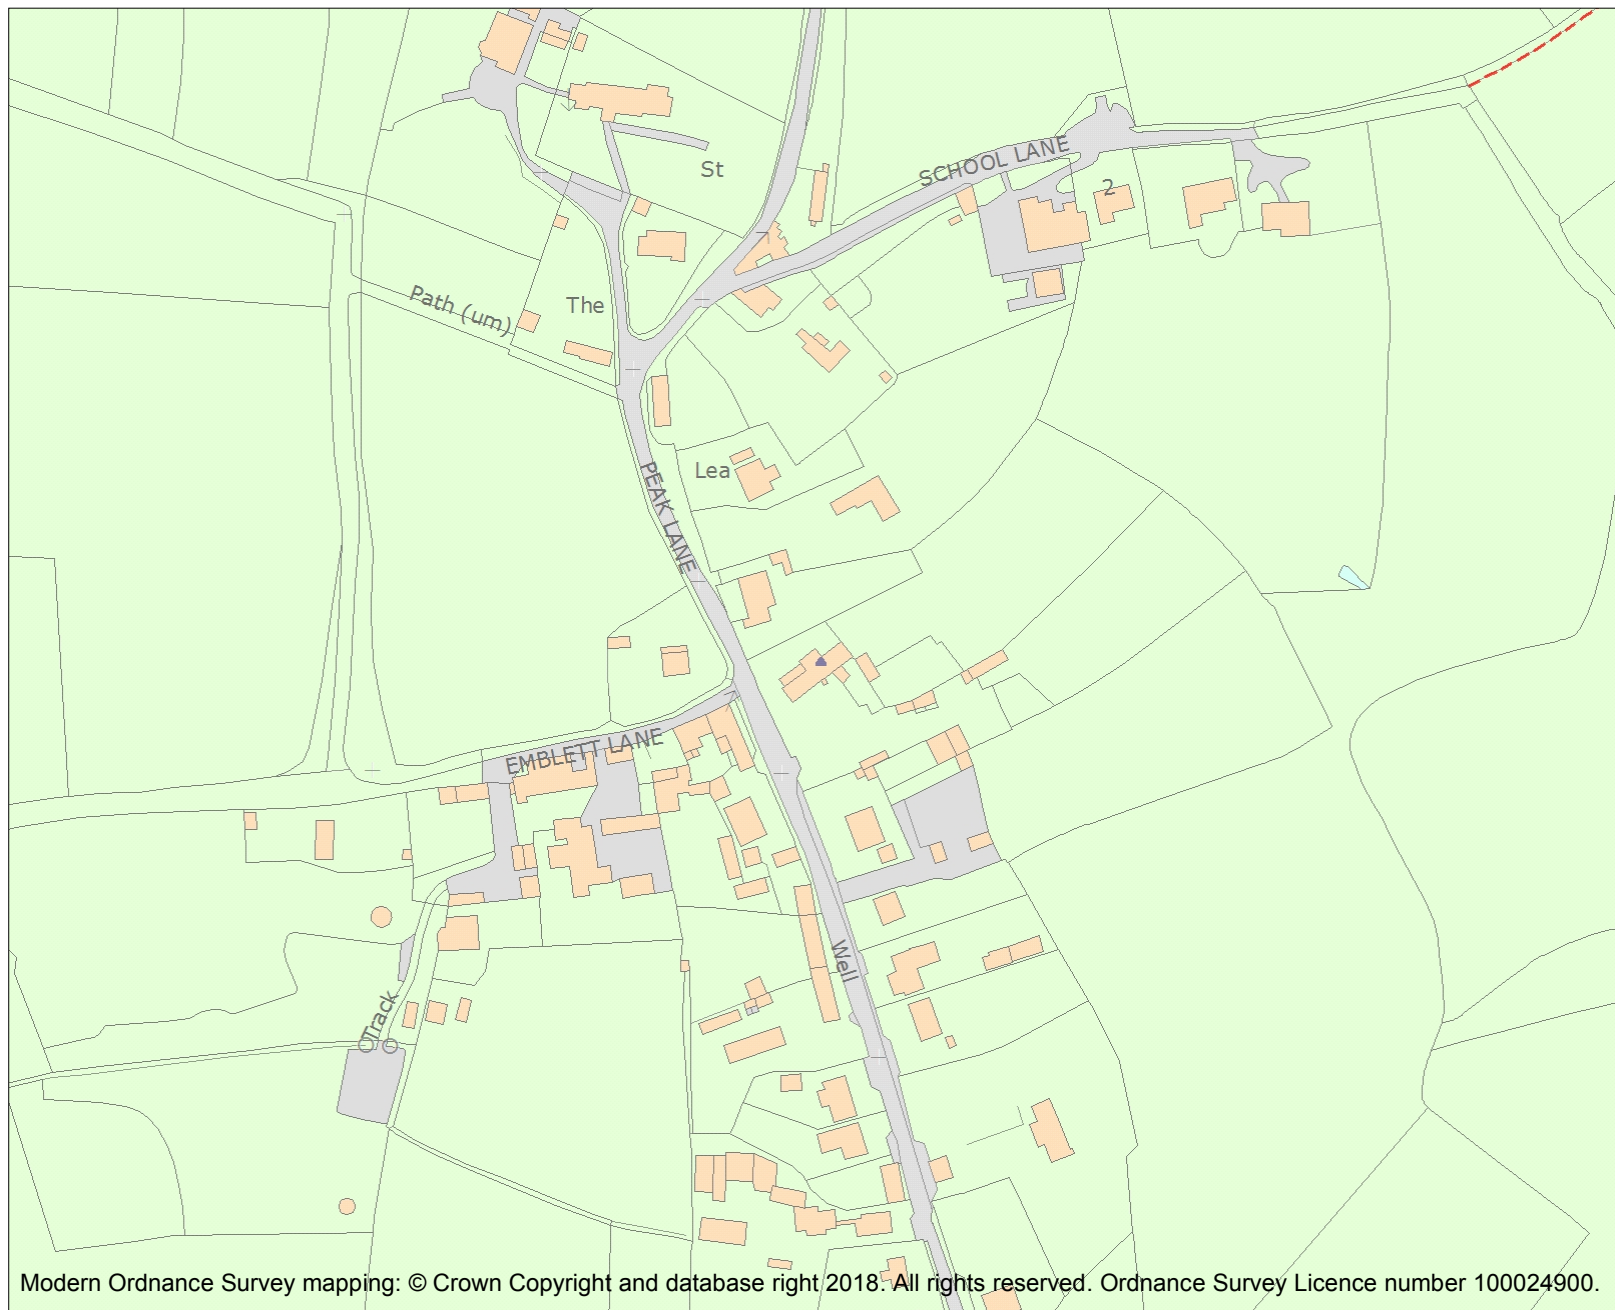 SCHOOL LANE
St
2
Path (um)
The
Lea
PEAK LANE
EMBLETT LANE
Well
Track
Modern Ordnance Survey mapping: © Crown Copyright and database right 2018. All rights reserved. Ordnance Survey Licence number 100024900.